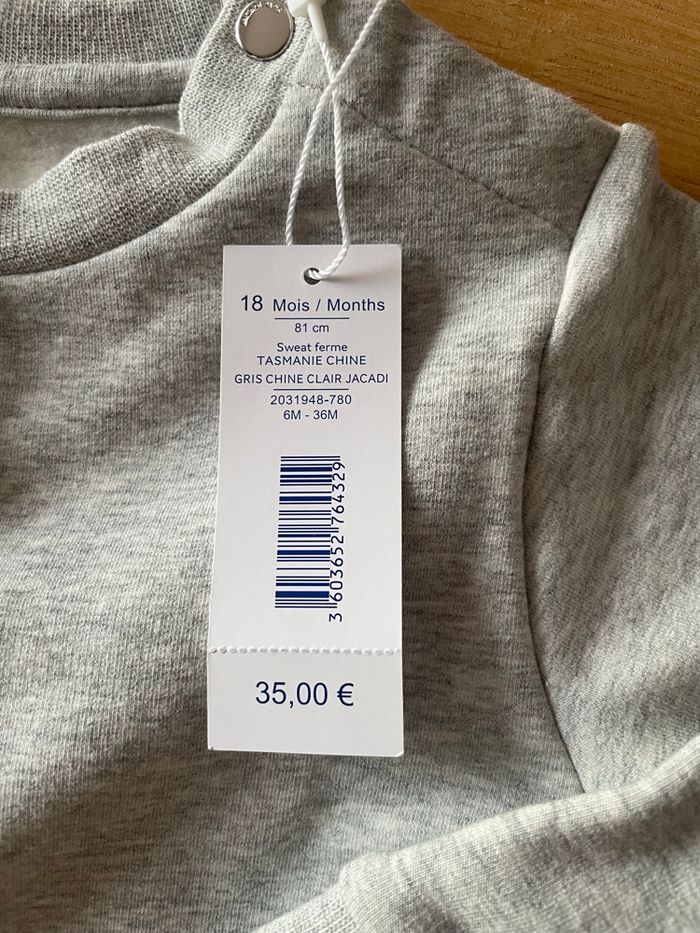 18 Mois / Months
81 cm
Sweat ferme
TASMANIE CHINE
GRIS CHINE CLAIR JACADI
2031948-780
6M - 36M
3 603652 764329
35,00 €